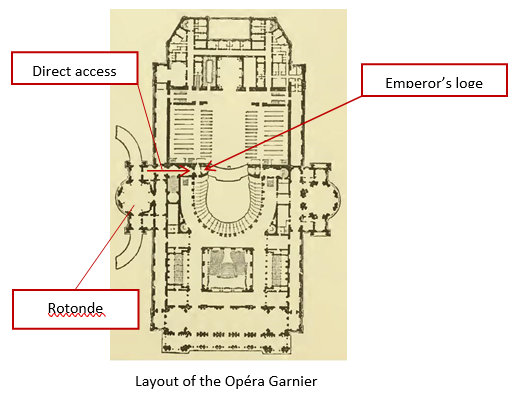 Direct access
Emperor's loge
Rotonde
Layout of the Opéra Garnier